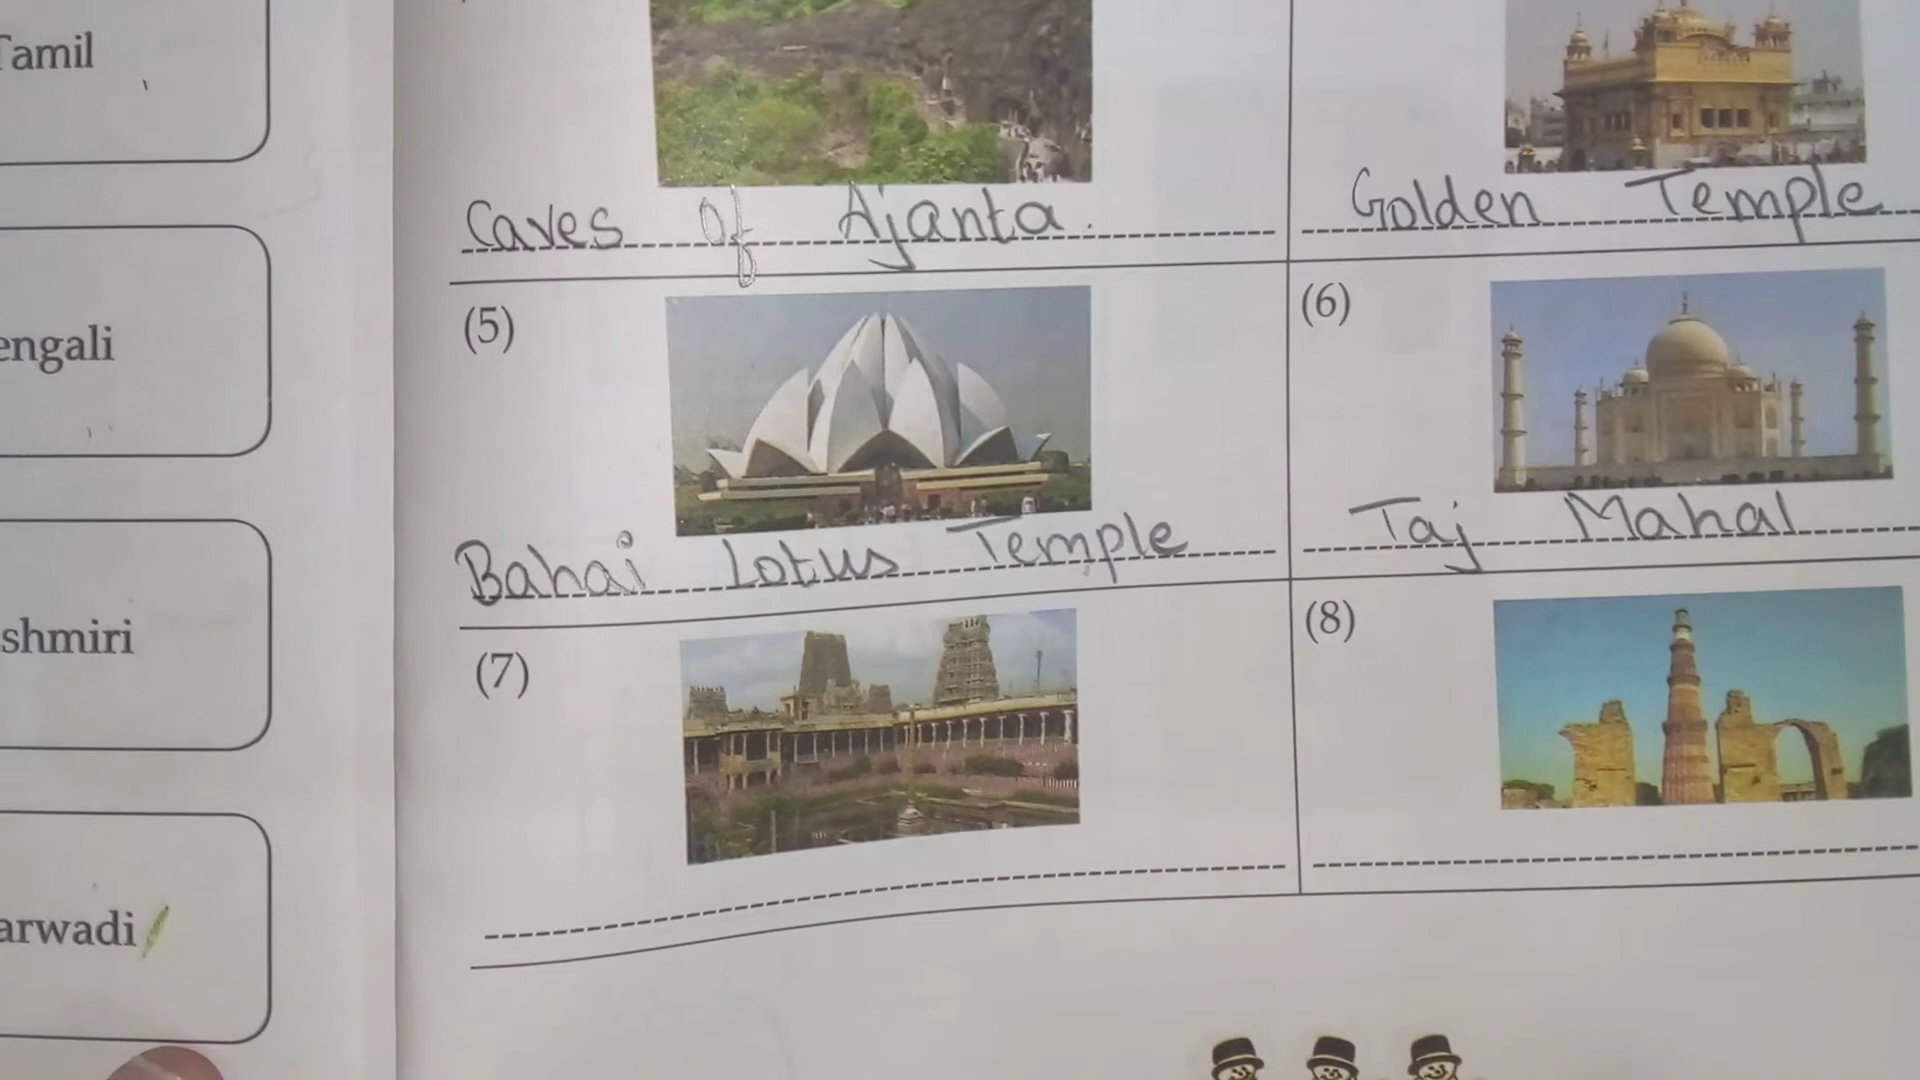 Tamil
engali
shmiri
arwadi
Caves of Ajanta.
Golden Temple
(5)
(6)
Bahai Lotus Temple
Taj Mahal
(7)
(8)